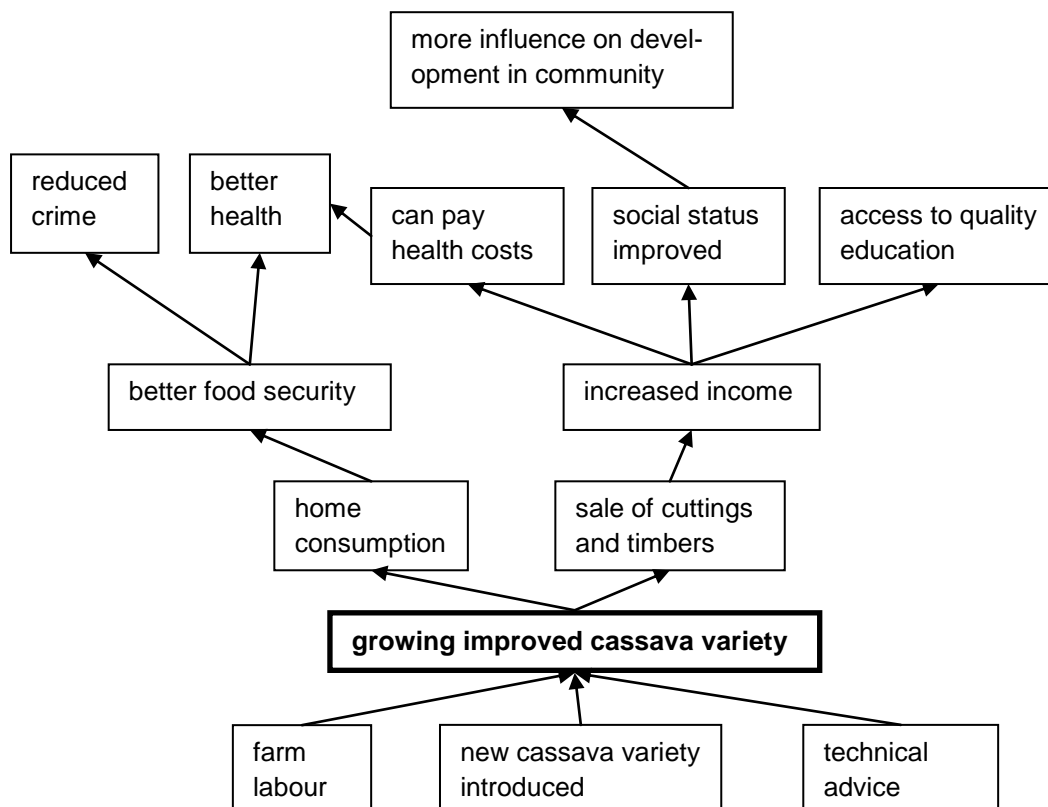 more influence on devel-
opment in community
reduced
crime
better
health
can pay
health costs
social status
improved
access to quality
education
better food security
increased income
home
consumption
sale of cuttings
and timbers
growing improved cassava variety
farm
labour
new cassava variety
introduced
technical
advice